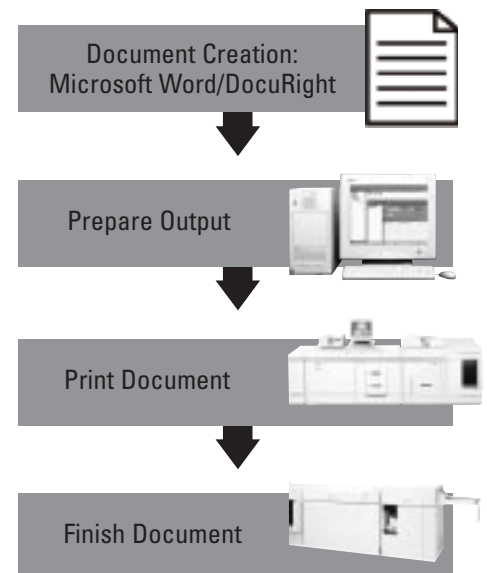 Document Creation:
Microsoft Word/DocuRight
Prepare Output
Print Document
Finish Document